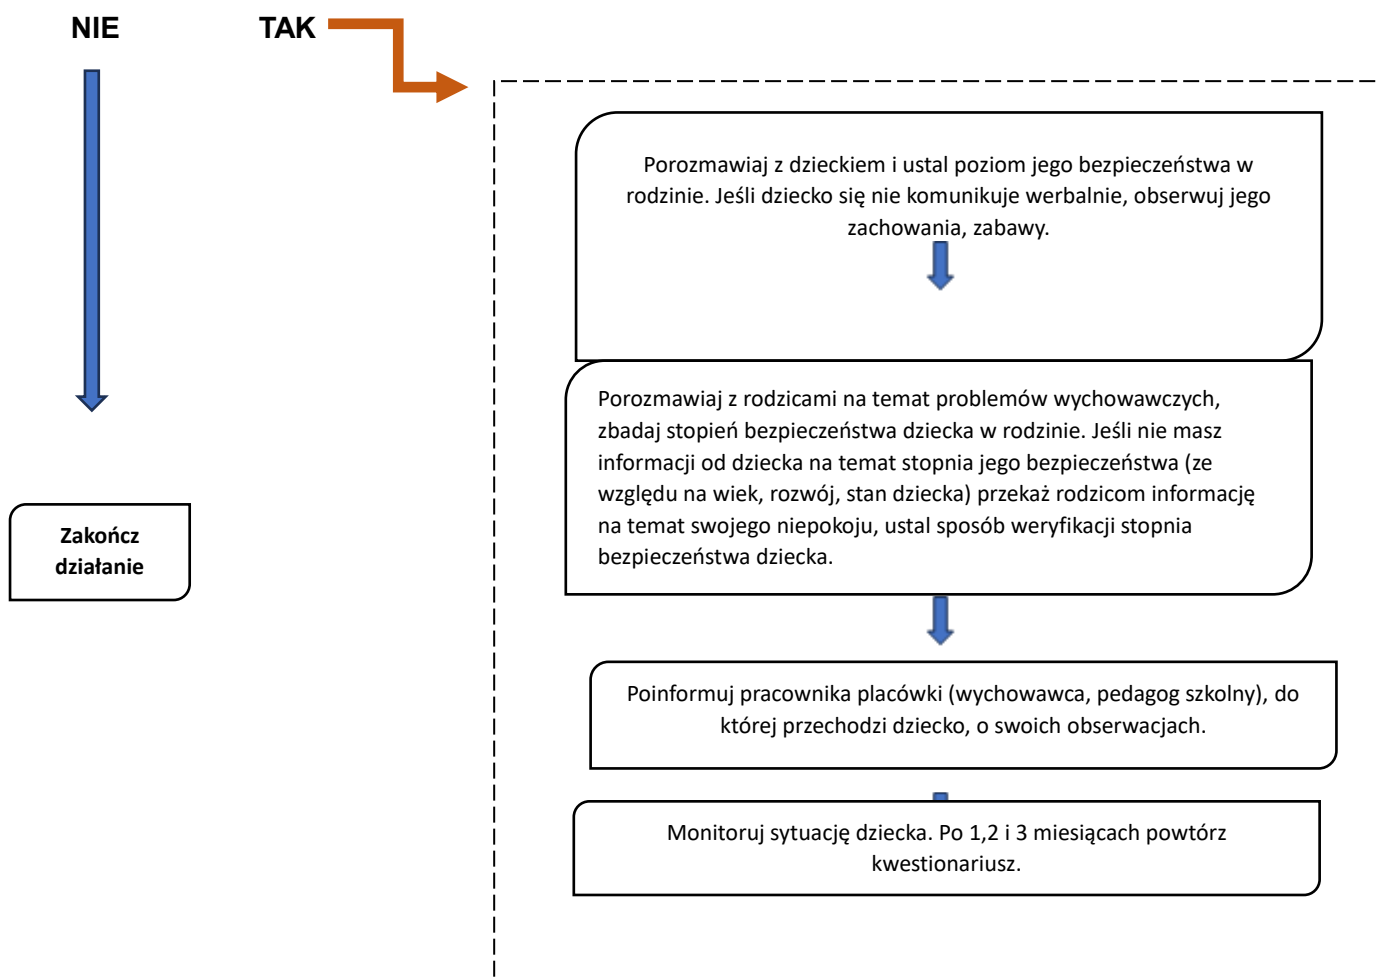 NIE
TAK
Porozmawiaj z dzieckiem i ustal poziom jego bezpieczeństwa w
rodzinie. Jeśli dziecko się nie komunikuje werbalnie, obserwuj jego
zachowania, zabawy.
Porozmawiaj z rodzicami na temat problemów wychowawczych,
zbadaj stopień bezpieczeństwa dziecka w rodzinie. Jeśli nie masz
informacji od dziecka na temat stopnia jego bezpieczeństwa (ze
względu na wiek, rozwój, stan dziecka) przekaż rodzicom informację
na temat swojego niepokoju, ustal sposób weryfikacji stopnia
bezpieczeństwa dziecka.
Zakończ
działanie
Poinformuj pracownika placówki (wychowawca, pedagog szkolny), do
której przechodzi dziecko, o swoich obserwacjach.
Monitoruj sytuację dziecka. Po 1,2 i 3 miesiącach powtórz
kwestionariusz.